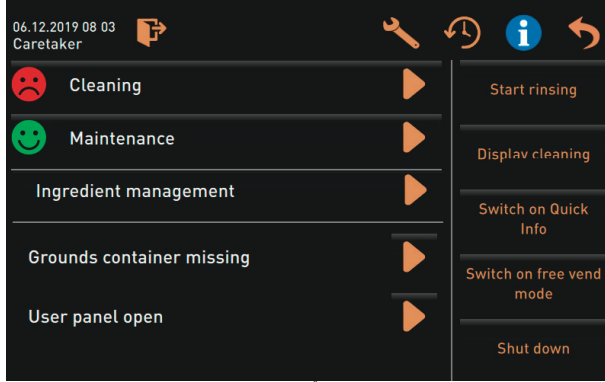 06.12.2019 08 03
Caretaker
Cleaning
Maintenance
Ingredient management
Grounds container missing
User panel open
Start rinsing
Display cleaning
Switch on Quick
Info
Switch on free vend
mode
Shut down